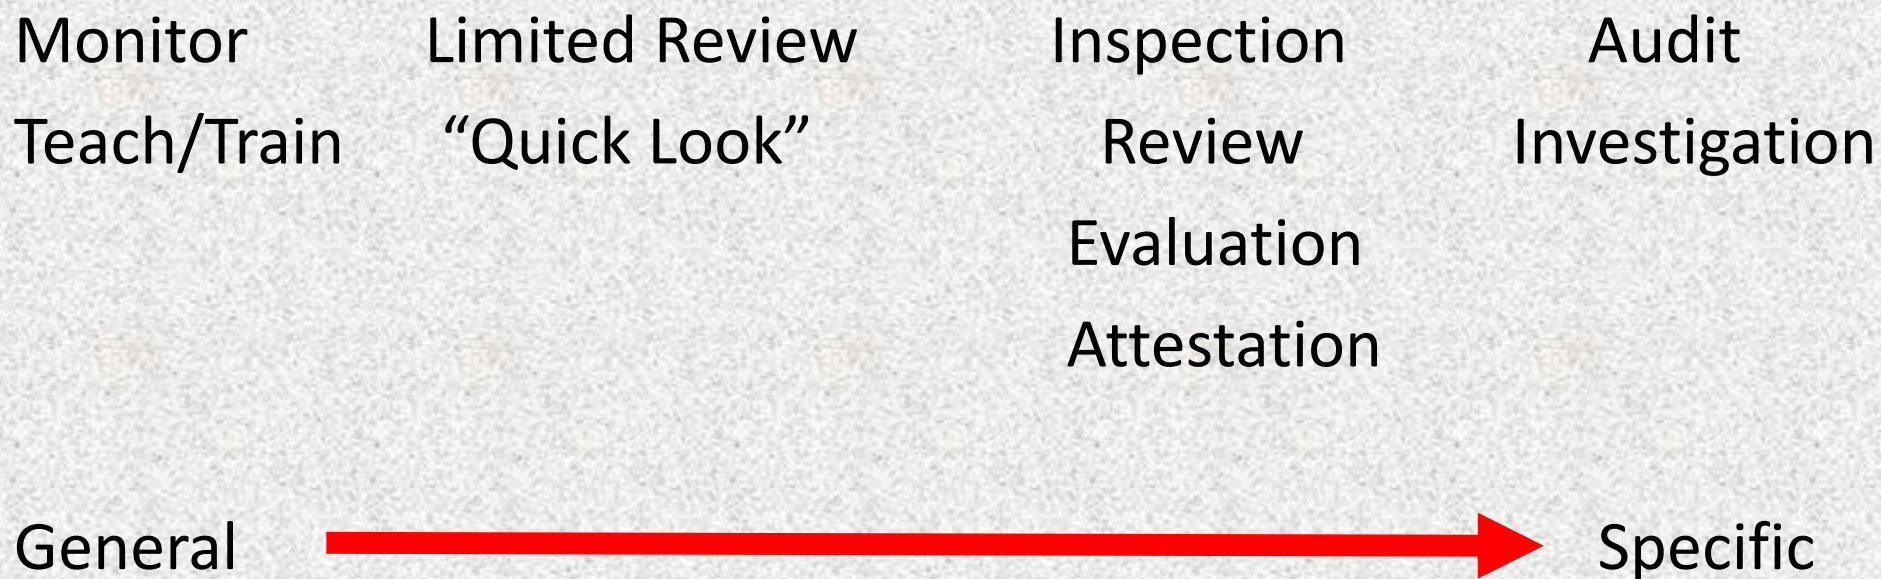 Monitor Limited Review Inspection Audit
Teach/Train “Quick Look” Review Investigation
Evaluation
Attestation
General Specific